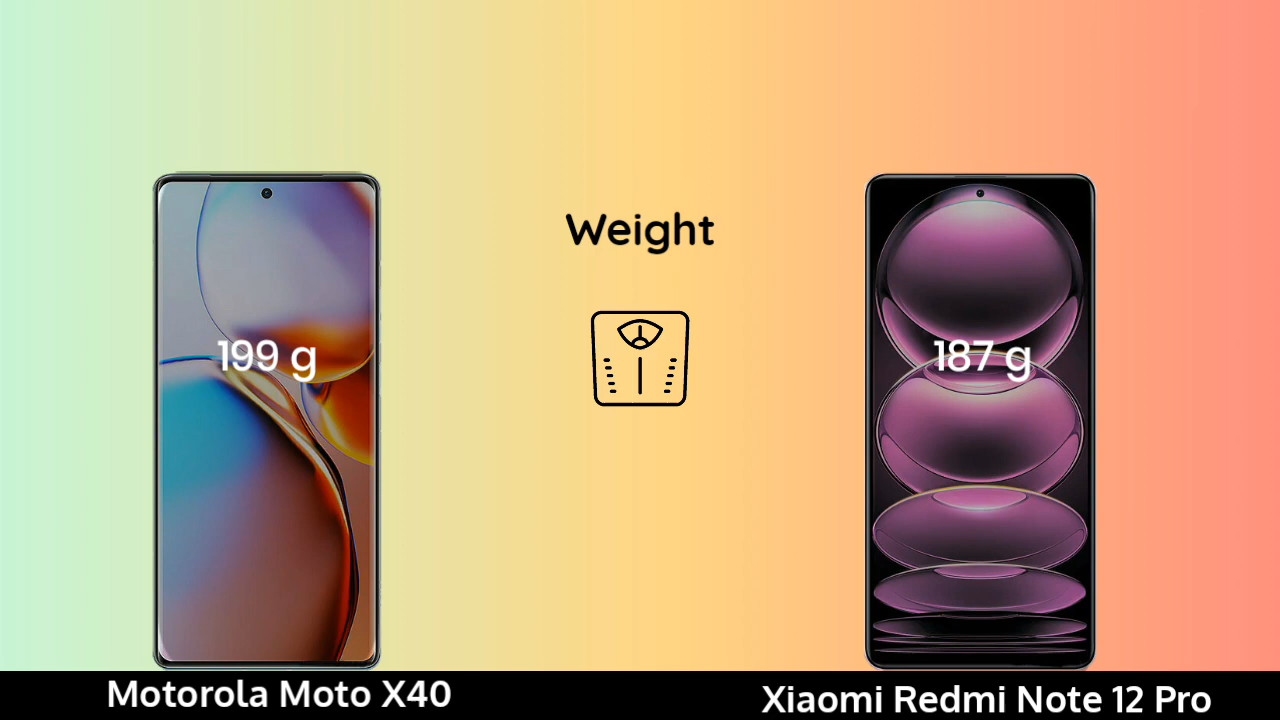 Weight
199 g
187 g
Motorola Moto X40
Xiaomi Redmi Note 12 Pro